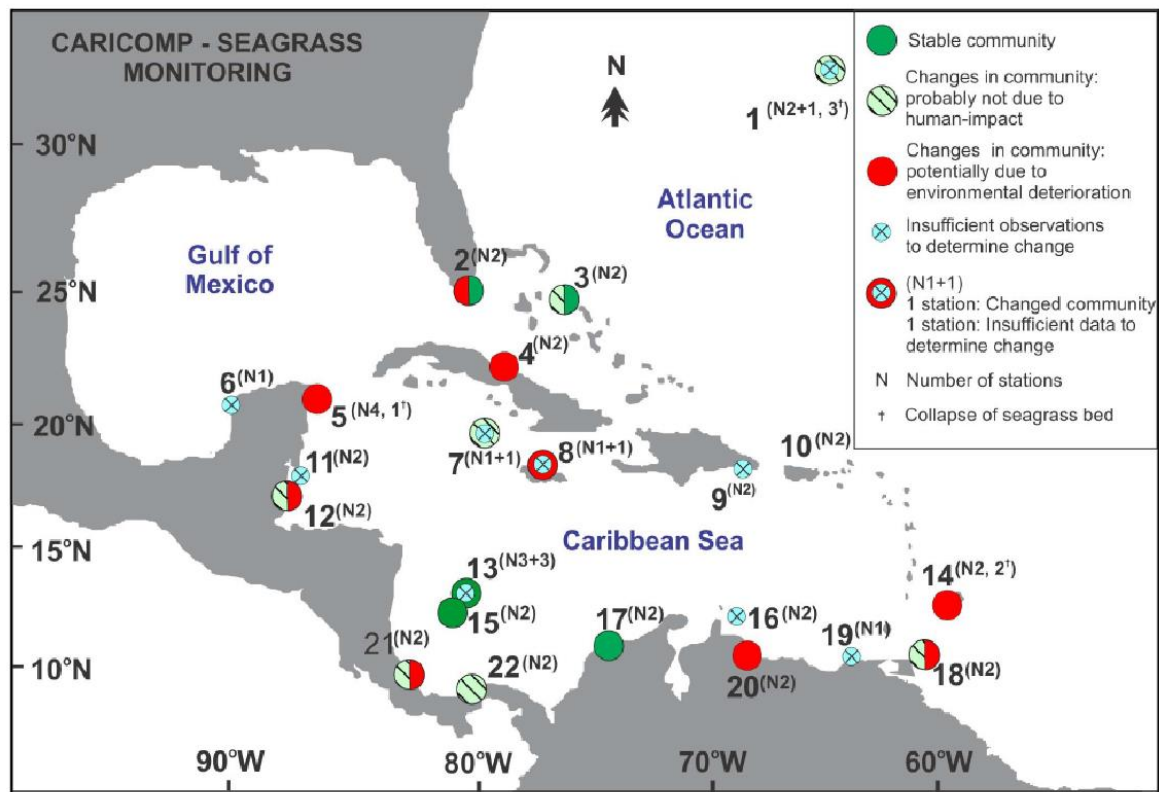 CARICOMP - SEAGRASS
MONITORING
N
1 (N2+1, 3†)
30°N
Atlantic
Ocean
Gulf of
Mexico
2(N2)
3(N2)
25°N
4(N2)
6(N1)
5(N4, 1†)
20°N
7(N1+1)
8(N1+1)
10(N2)
9(N2)
11(N2)
12(N2)
15°N
Caribbean Sea
13(N3+3)
14(N2, 2†)
15(N2)
17(N2)
16(N2)
19(N1)
21(N2)
10°N
22(N2)
20(N2)
18(N2)
90°W
80°W
70°W
60°W
Stable community
Changes in community:
probably not due to
human-impact
Changes in community:
potentially due to
environmental deterioration
Insufficient observations
to determine change
(N1+1)
1 station: Changed community
1 station: Insufficient data to
determine change
N Number of stations
† Collapse of seagrass bed